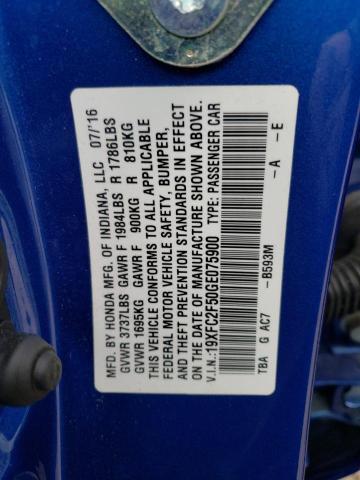 MFD. BY HONDA MFG. OF INDIANA, LLC 07/'16
GVWR 3737LBS GAWR F 1984LBS R 1786LBS
GVWR 1695KG GAWR F 900KG R 810KG
THIS VEHICLE CONFORMS TO ALL APPLICABLE
FEDERAL MOTOR VEHICLE SAFETY, BUMPER, AND
THEFT PREVENTION STANDARDS IN EFFECT ON
THE DATE OF MANUFACTURE SHOWN ABOVE.
V.I.N.: 19XFC2F50GE075900 TYPE: PASSENGER CAR
TBA G AC7 -B593M -A -E